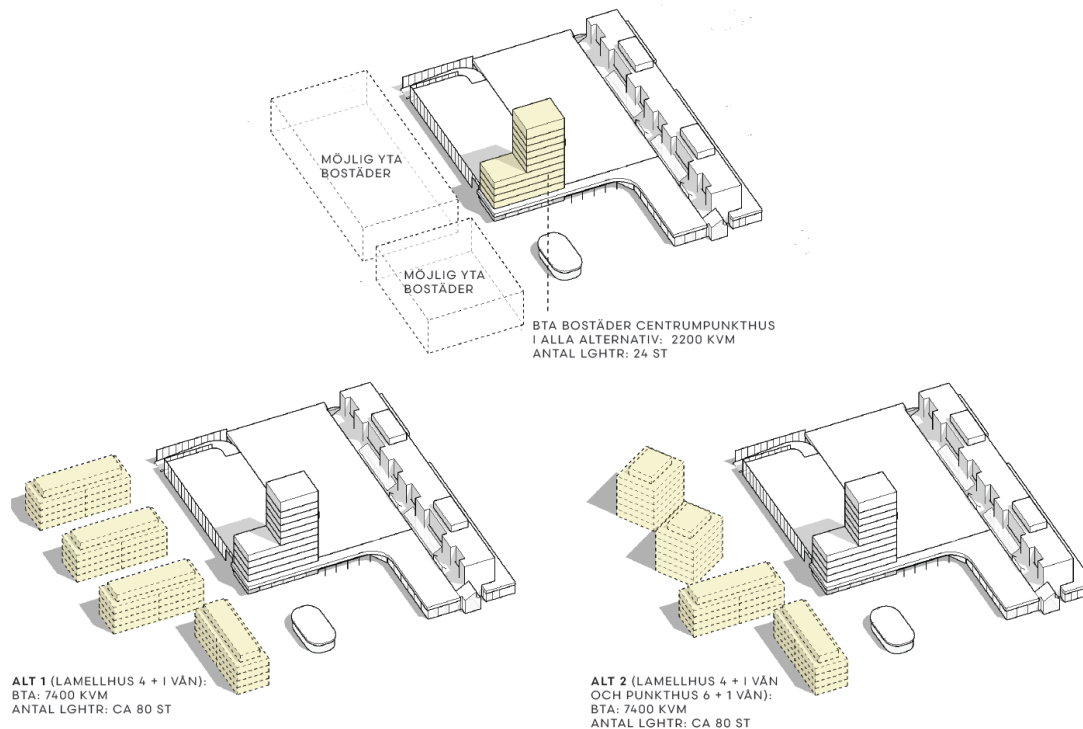 MÖJLIG YTA
BOSTÄDER
MÖJLIG YTA
BOSTÄDER
BTA BOSTÄDER CENTRUMPUNKTHUS
I ALLA ALTERNATIV: 2200 KVM
ANTAL LGHTR: 24 ST
ALT 1 (LAMELLHUS 4 + I VÅN):
BTA: 7400 KVM
ANTAL LGHTR: CA 80 ST
ALT 2 (LAMELLHUS 4 + I VÅN
OCH PUNKTHUS 6 + 1 VÅN):
BTA: 7400 KVM
ANTAL LGHTR: CA 80 ST